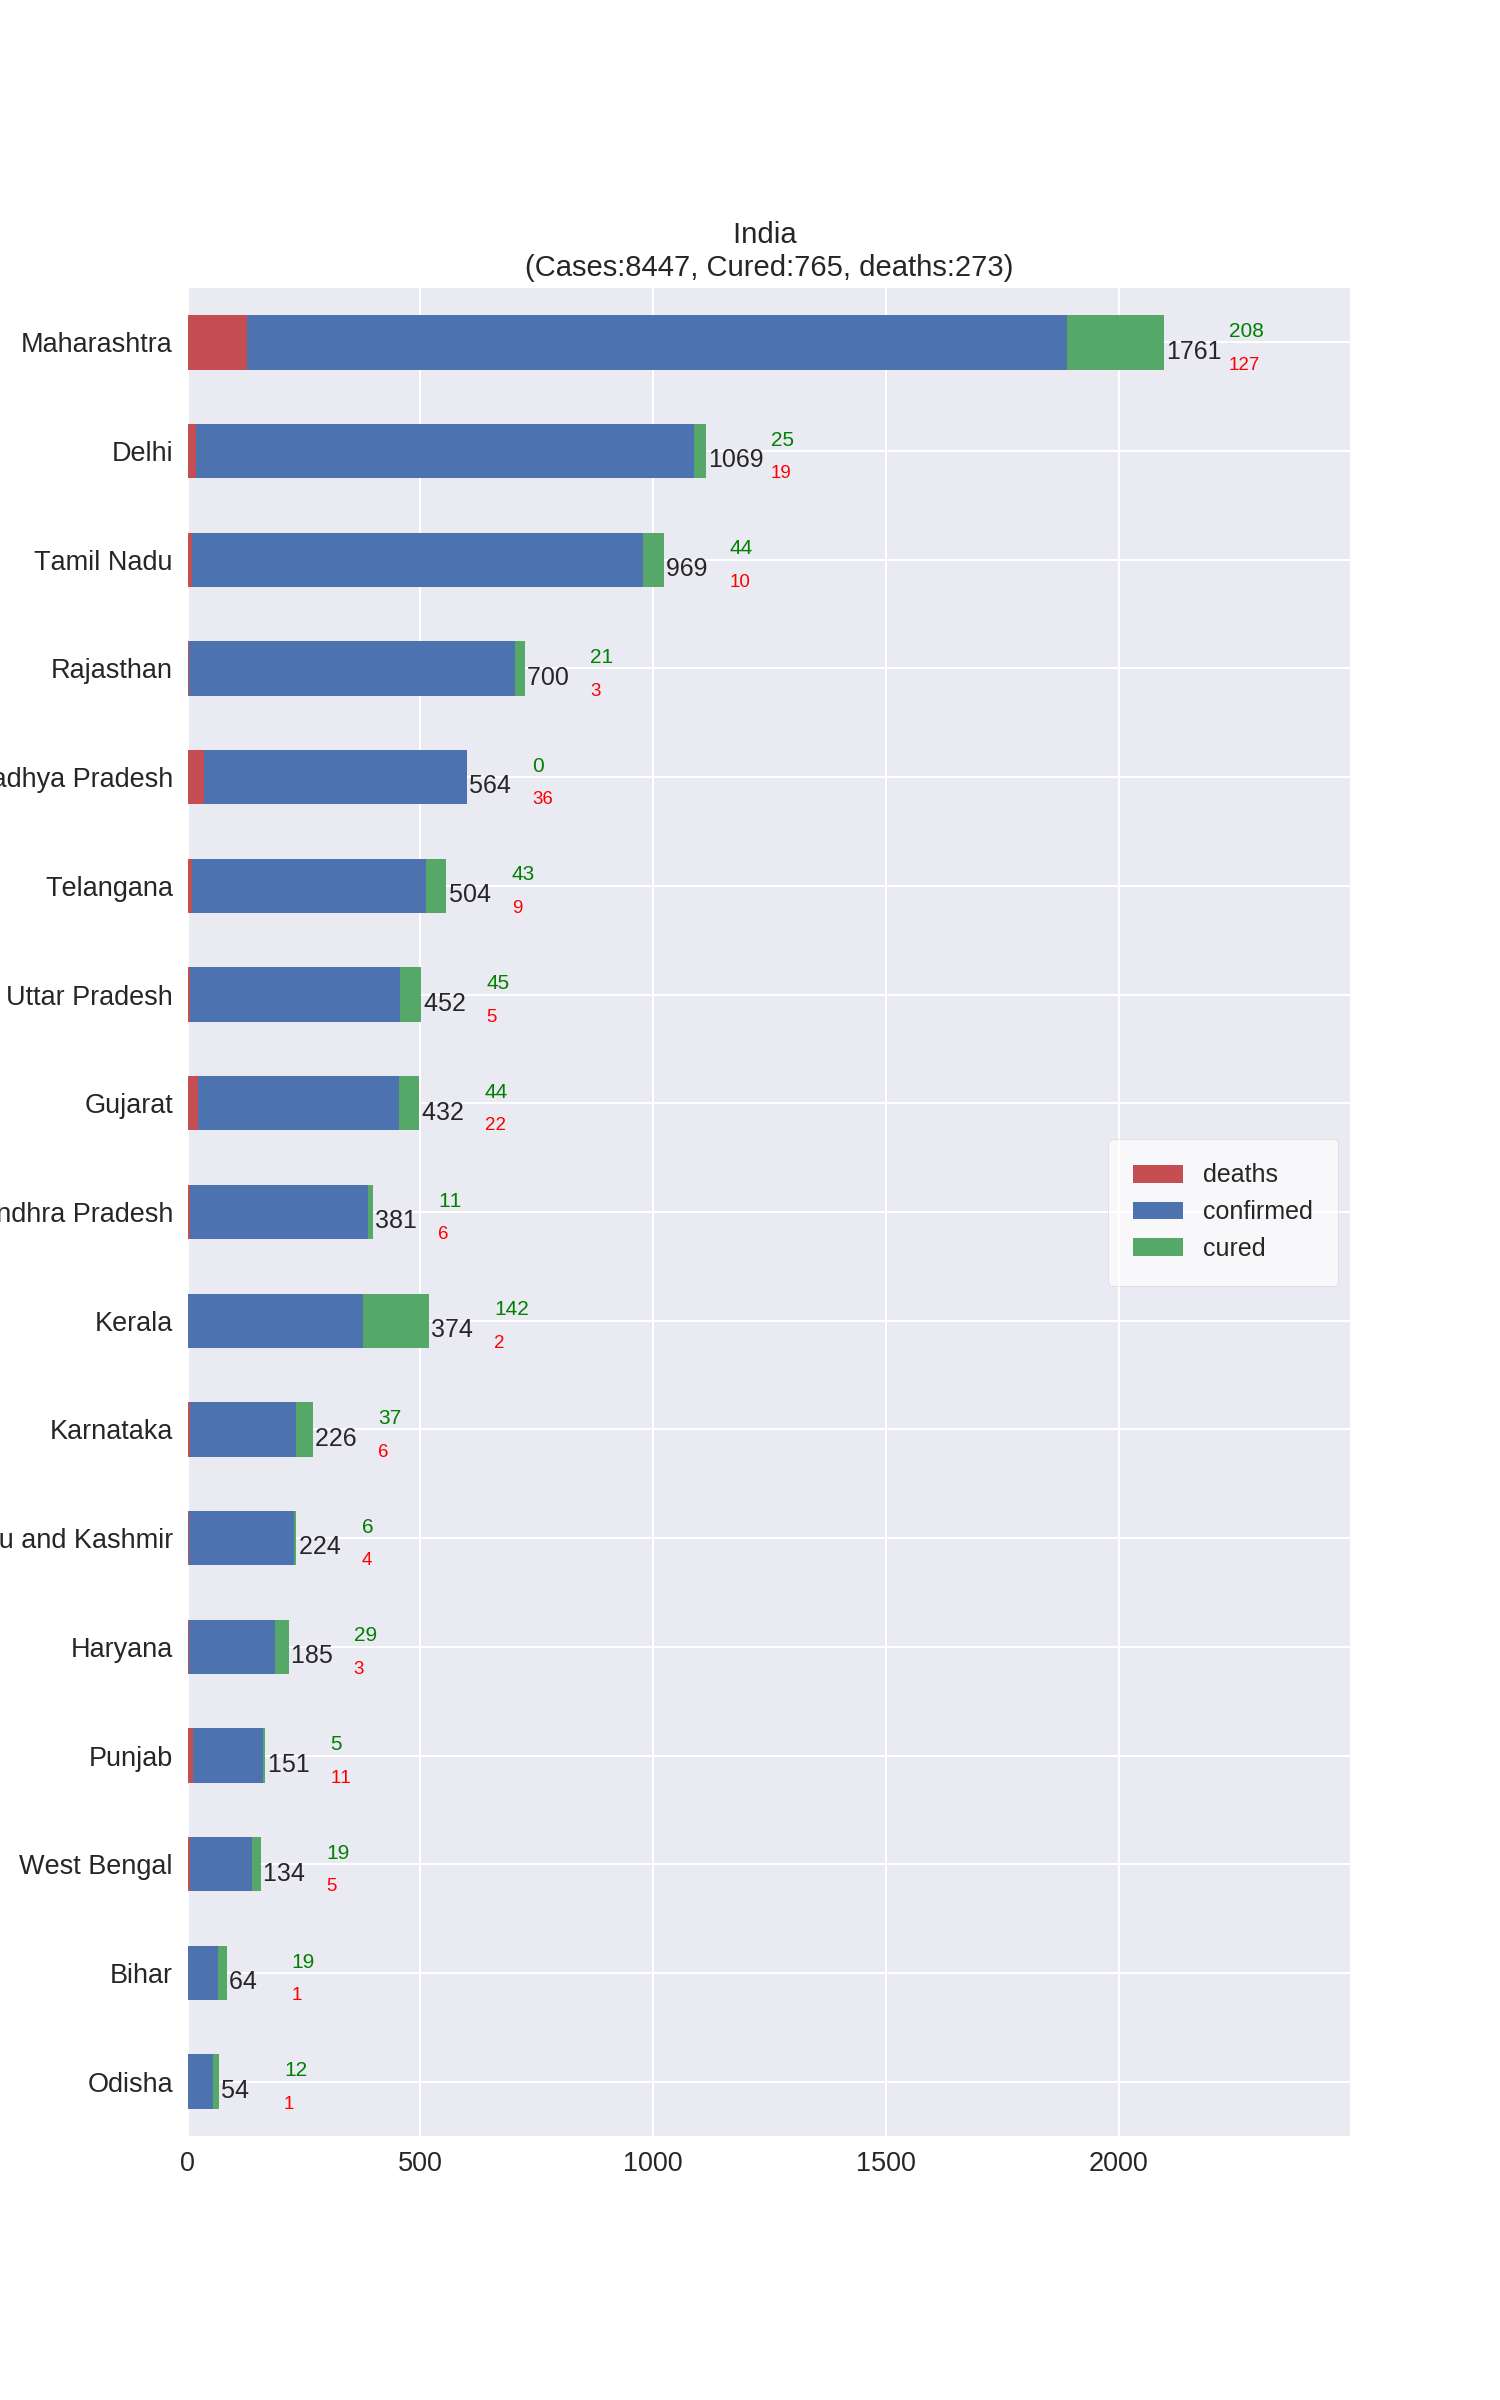 India
(Cases:8447, Cured:765, deaths:273)
Maharashtra 1761 208 127
Delhi 1069 25 19
Tamil Nadu 969 44 10
Rajasthan 700 21 3
adhya Pradesh 564 0 36
Telangana 504 43 9
Uttar Pradesh 452 45 5
Gujarat 432 44 22
ndhra Pradesh 381 11 6
Kerala 374 142 2
Karnataka 226 37 6
u and Kashmir 224 6 4
Haryana 185 29 3
Punjab 151 5 11
West Bengal 134 19 5
Bihar 64 19 1
Odisha 54 12 1
deaths
confirmed
cured
0 500 1000 1500 2000